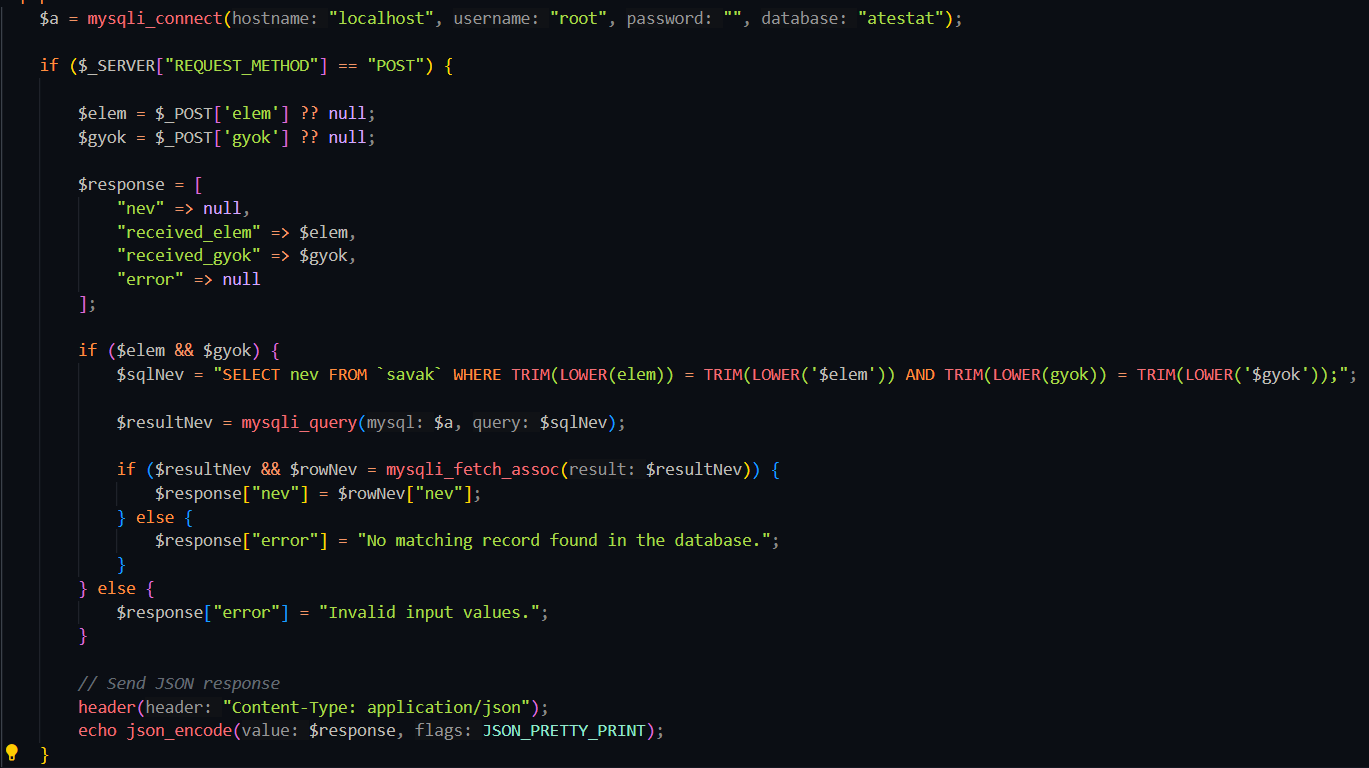 $a = mysqli_connect(hostname: "localhost", username: "root", password: "", database: "atestat");
if ($_SERVER["REQUEST_METHOD"] == "POST") {
$elem = $_POST['elem'] ?? null;
$gyok = $_POST['gyok'] ?? null;
$response = [
"nev" => null,
"received_elem" => $elem,
"received_gyok" => $gyok,
"error" => null
];
if ($elem && $gyok) {
$sqlNev = "SELECT nev FROM `savak` WHERE TRIM(LOWER(elem)) = TRIM(LOWER('$elem')) AND TRIM(LOWER(gyok)) = TRIM(LOWER('$gyok'));";
$resultNev = mysqli_query(mysql: $a, query: $sqlNev);
if ($resultNev && $rowNev = mysqli_fetch_assoc(result: $resultNev)) {
$response["nev"] = $rowNev["nev"];
} else {
$response["error"] = "No matching record found in the database.";
}
} else {
$response["error"] = "Invalid input values.";
}
// Send JSON response
header(header: "Content-Type: application/json");
echo json_encode(value: $response, flags: JSON_PRETTY_PRINT);
}